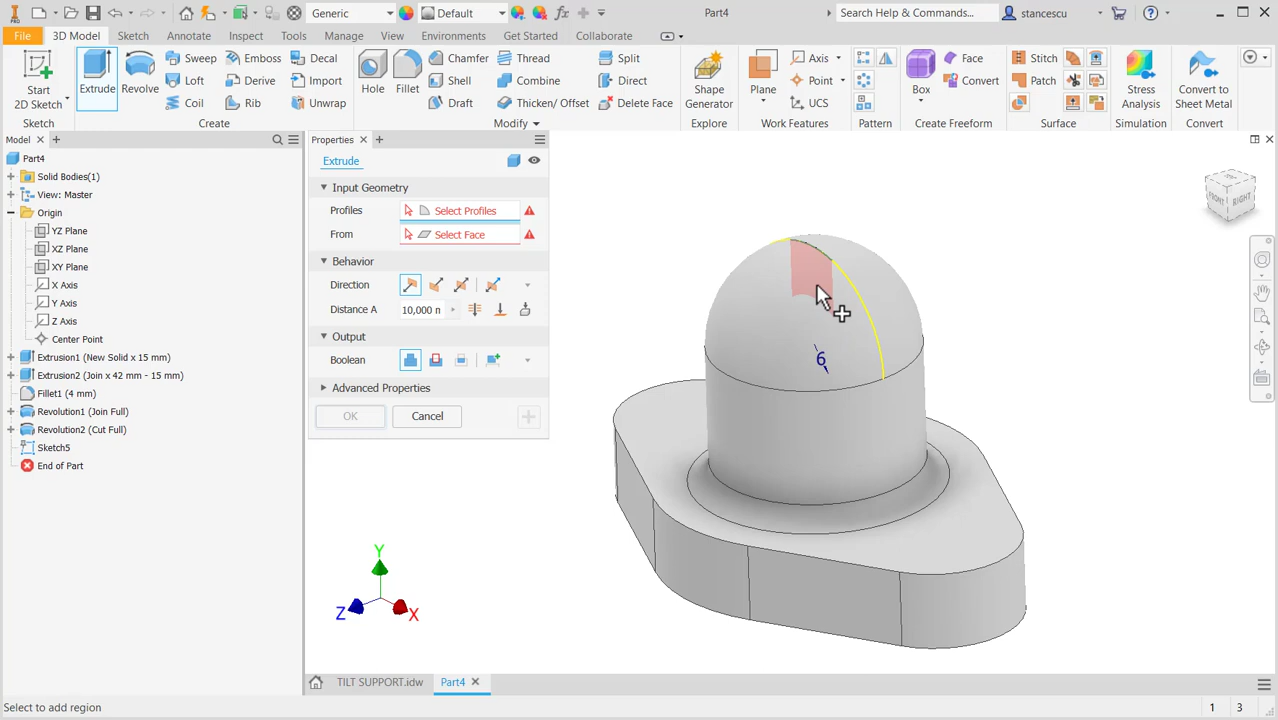 PRO
Generic
Default
Part4
Search Help & Commands...
stancescu
File
3D Model
Sketch
Annotate
Inspect
Tools
Manage
View
Environments
Get Started
Collaborate
Start
2D Sketch
Extrude
Revolve
Sweep
Loft
Coil
Emboss
Derive
Rib
Decal
Import
Unwrap
Hole
Fillet
Chamfer
Shell
Draft
Thread
Combine
Thicken/ Offset
Split
Direct
Delete Face
Shape
Generator
Plane
Axis
Point
UCS
Box
Face
Convert
Stitch
Patch
Stress
Analysis
Convert to
Sheet Metal
Sketch
Create
Modify
Explore
Work Features
Pattern
Create Freeform
Surface
Simulation
Convert
Model
Part4
Solid Bodies(1)
View: Master
Origin
YZ Plane
XZ Plane
XY Plane
X Axis
Y Axis
Z Axis
Center Point
Extrusion1 (New Solid x 15 mm)
Extrusion2 (Join x 42 mm - 15 mm)
Fillet1 (4 mm)
Revolution1 (Join Full)
Revolution2 (Cut Full)
Sketch5
End of Part
Properties
Extrude
Input Geometry
Profiles
Select Profiles
From
Select Face
Behavior
Direction
Distance A
10,000 n
Output
Boolean
Advanced Properties
OK
Cancel
FRONT
RIGHT
6
Y
Z
X
TILT SUPPORT.idw
Part4
Select to add region
1
3